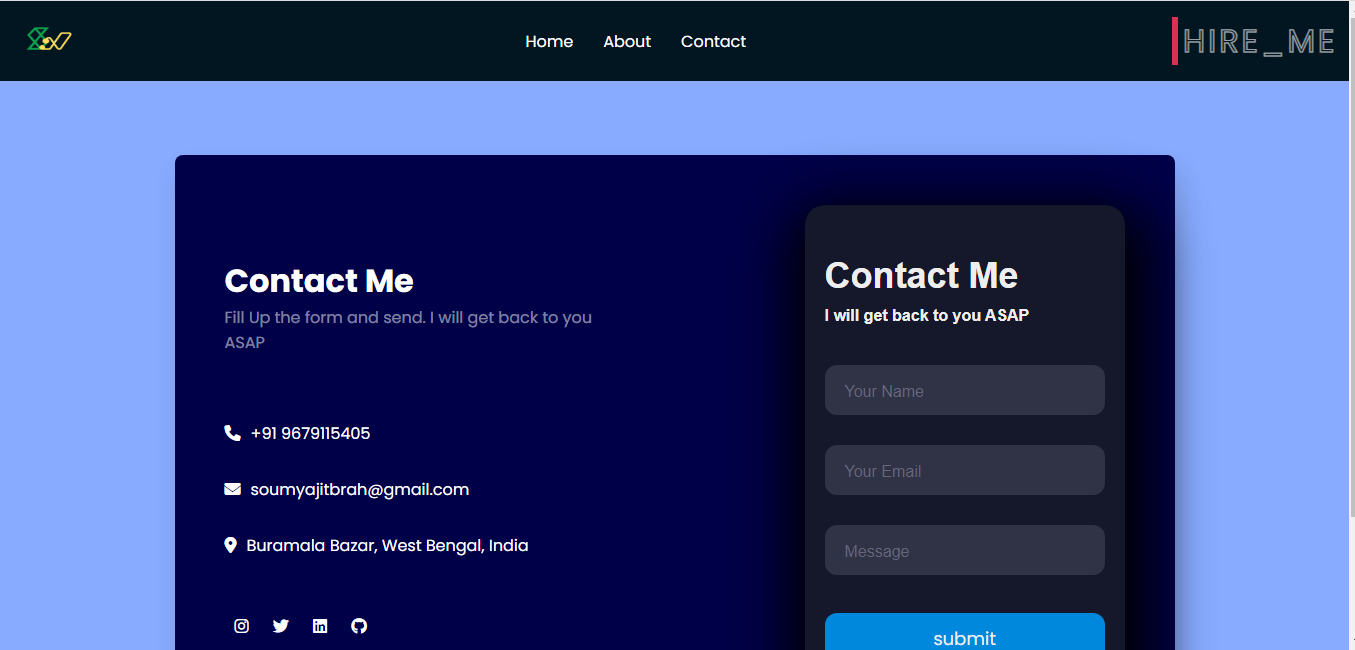 Home About Contact
HIRE_ME
Contact Me
Fill Up the form and send. I will get back to you
ASAP
+91 9679115405
soumyajitbrah@gmail.com
Buramala Bazar, West Bengal, India
Contact Me
I will get back to you ASAP
Your Name
Your Email
Message
submit